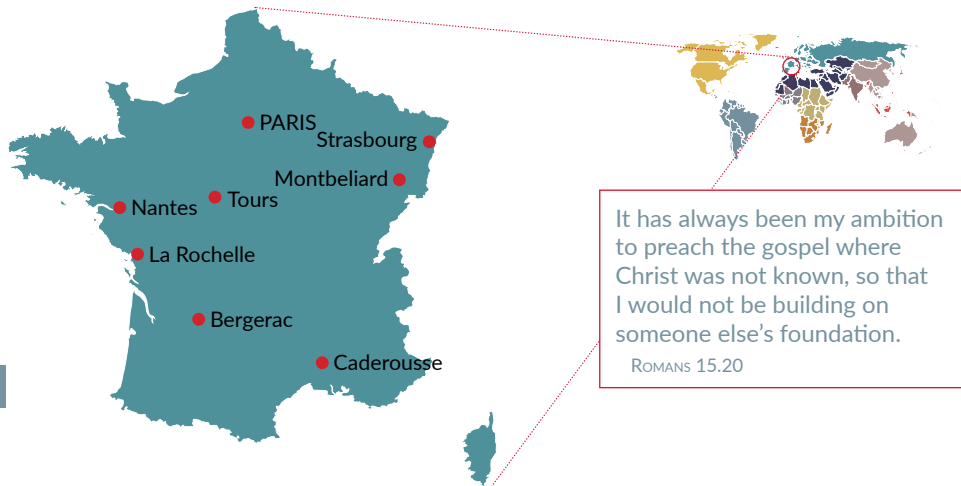 PARIS
Strasbourg
Montbeliard
Tours
Nantes
La Rochelle
Bergerac
Caderousse
It has always been my ambition
to preach the gospel where
Christ was not known, so that
I would not be building on
someone else’s foundation.
Romans 15.20